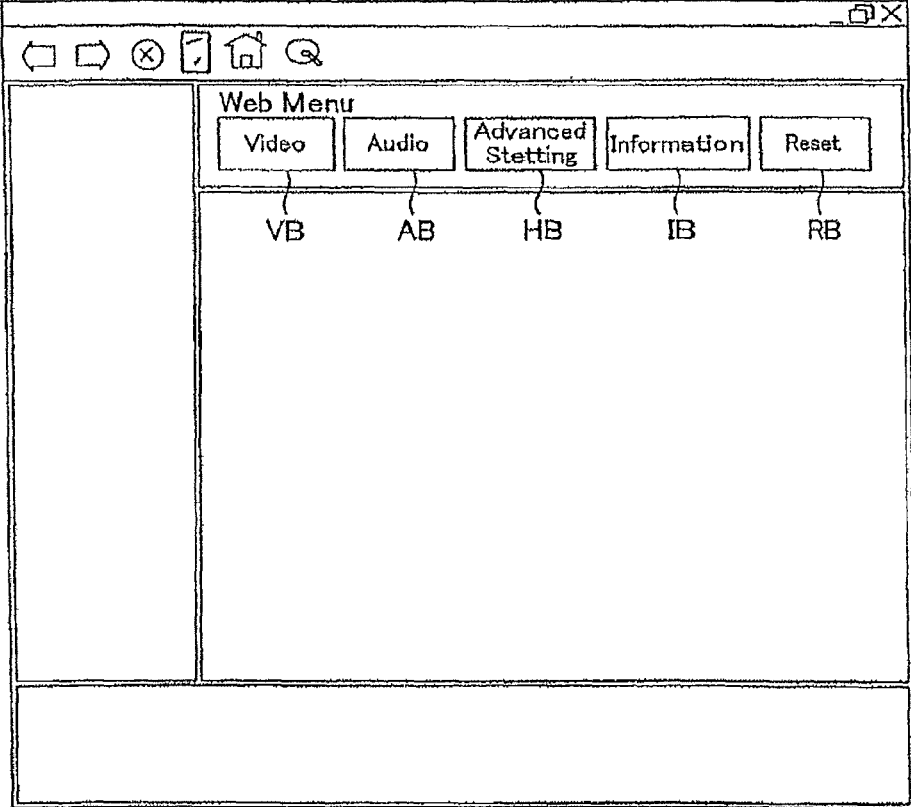 Web Menu
Video Audio Advanced Stetting Information Reset
VB AB HB IB RB